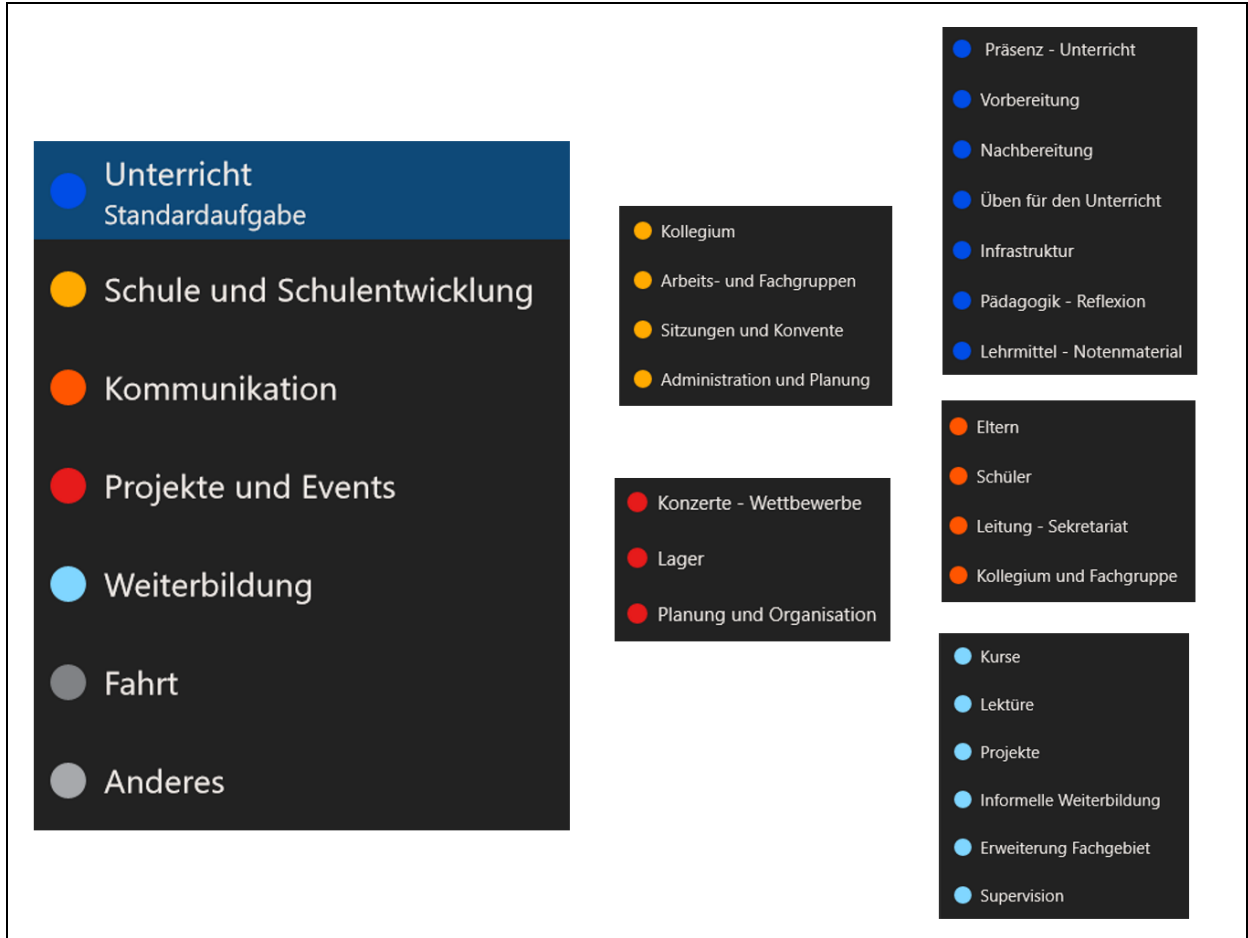 Unterricht
Standardaufgabe
Schule und Schulentwicklung
Kommunikation
Projekte und Events
Weiterbildung
Fahrt
Anderes
Kollegium
Arbeits- und Fachgruppen
Sitzungen und Konvente
Administration und Planung
Konzerte - Wettbewerbe
Lager
Planung und Organisation
Präsenz - Unterricht
Vorbereitung
Nachbereitung
Üben für den Unterricht
Infrastruktur
Pädagogik - Reflexion
Lehrmittel - Notenmaterial
Eltern
Schüler
Leitung - Sekretariat
Kollegium und Fachgruppe
Kurse
Lektüre
Projekte
Informelle Weiterbildung
Erweiterung Fachgebiet
Supervision